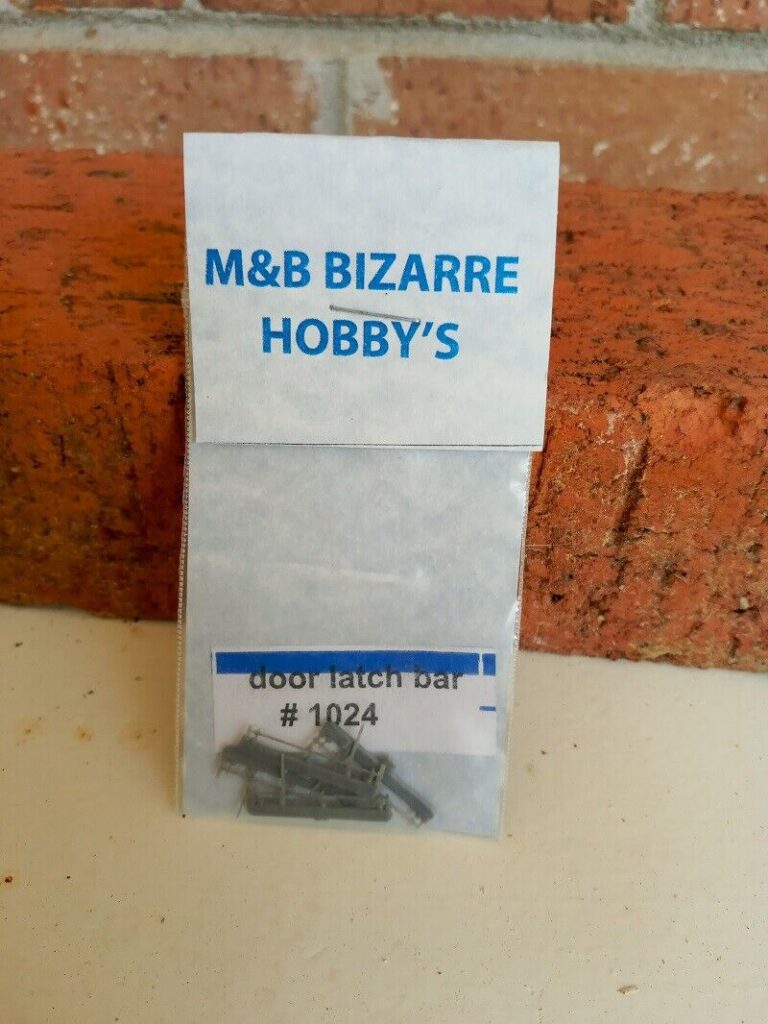 M&B BIZARRE
HOBBY'S
door latch bar
# 1024